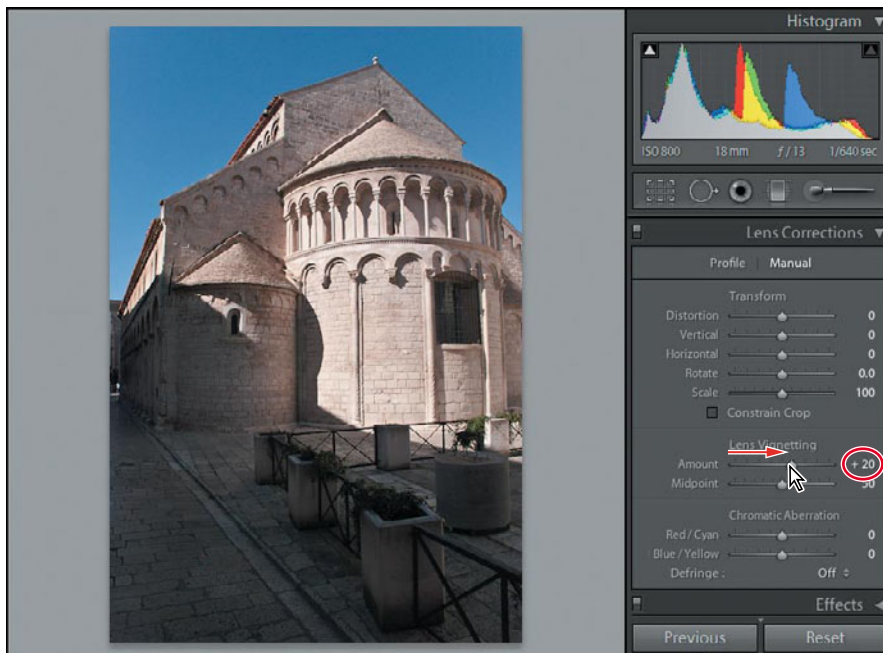 Histogram
ISO 800 18 mm ƒ / 13 1/640 sec
Lens Corrections
Profile | Manual
Transform
Distortion 0
Vertical 0
Horizontal 0
Rotate 0.0
Scale 100
Constrain Crop
Lens Vignetting
Amount + 20
Midpoint 50
Chromatic Aberration
Red / Cyan 0
Blue / Yellow 0
Defringe : Off
Effects
Previous Reset